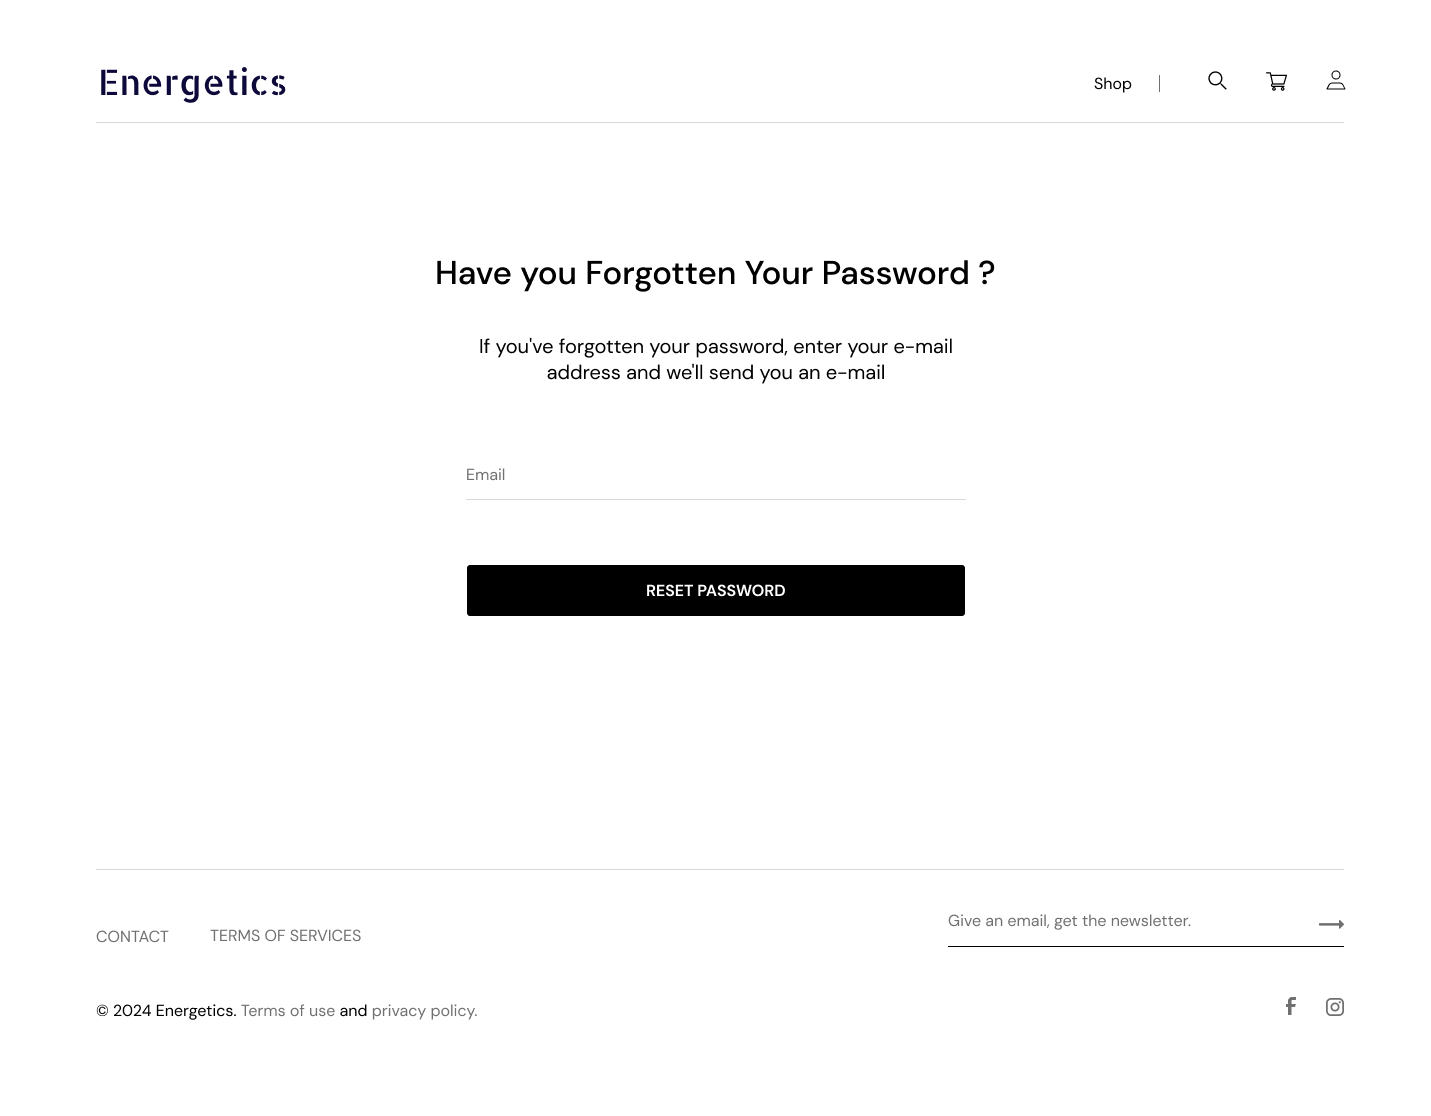 Energetics
Shop
Have you Forgotten Your Password ?
If you've forgotten your password, enter your e-mail
address and we'll send you an e-mail
Email
RESET PASSWORD
Give an email, get the newsletter.
CONTACT TERMS OF SERVICES
© 2024 Energetics. Terms of use and privacy policy.